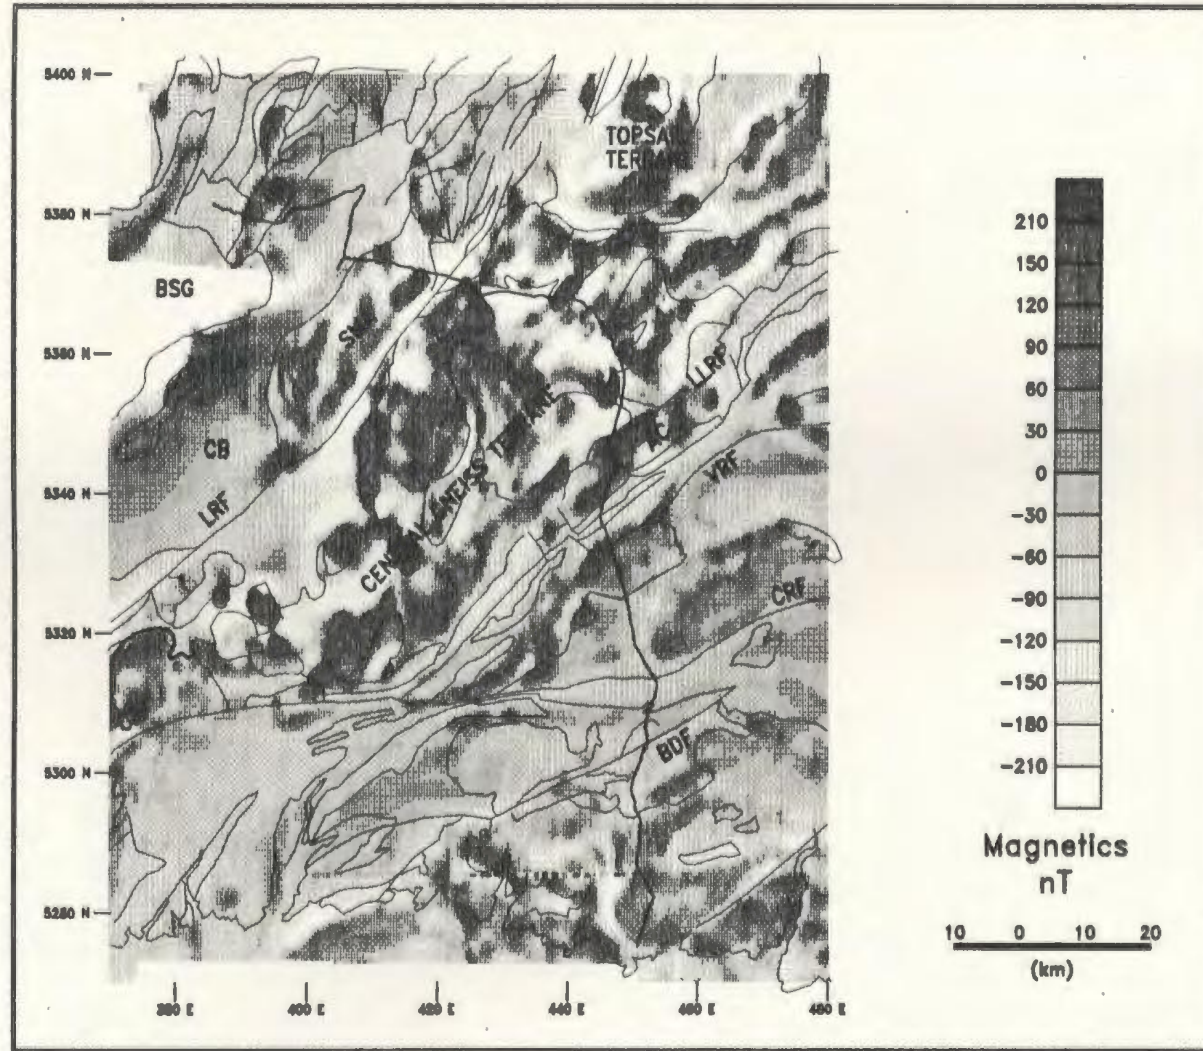 5400 N
5380 N
5360 N
5340 N
5320 N
5300 N
5280 N
380 E
400 E
420 E
440 E
460 E
480 E
TOPSAIL
TERRANE
BSG
CB
LRF
CENTRAL GNEISS TERRANE
LLRF
AC
VRF
CRF
BDF
210
150
120
90
60
30
0
-30
-60
-90
-120
-150
-180
-210
Magnetics
nT
10 0 10 20
(km)